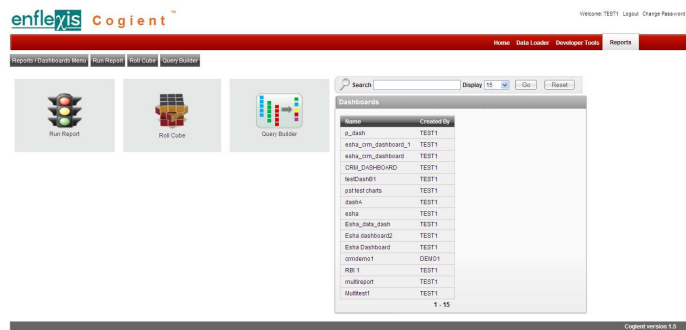 enflexis Cogient ™
Welcome: TEST1 Logout Change Password
Home Data Loader Developer Tools Reports
Reports / Dashboards Menu Run Report Roll Cube Query Builder
Run Report
Roll Cube
Query Builder
Search Display 15 Go Reset
Dashboards
Name Created By
p_dash TEST1
esha_crm_dashboard_1 TEST1
esha_crm_dashboard TEST1
CRM_DASHBOARD TEST1
testDashB1 TEST1
pst test charts TEST1
dashA TEST1
esha TEST1
Esha_data_dash TEST1
Esha dashboard2 TEST1
Esha Dashboard TEST1
crmdemo1 DEMO1
RBI 1 TEST1
multireport TEST1
Multitest1 TEST1
1 - 15
Cogient version 1.5